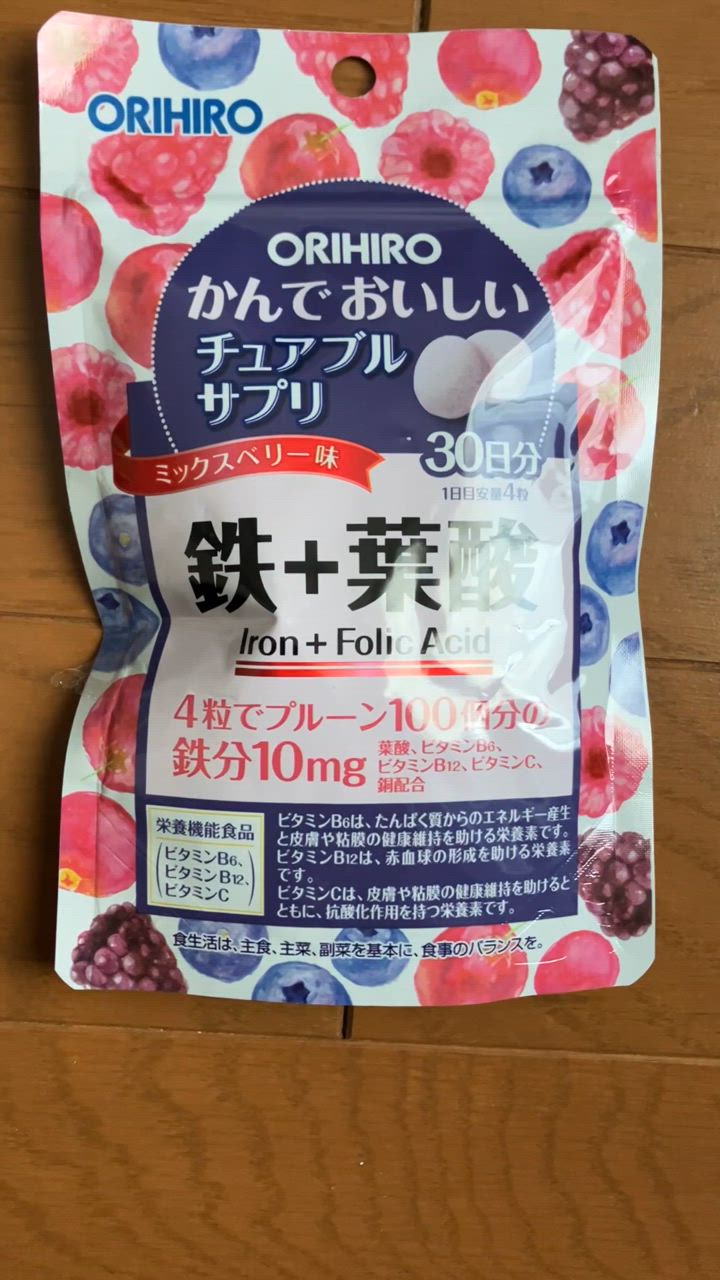 ORIHIRO
ORIHIRO
かんでおいしい
チュアブル
サプリ
ミックスベリー味
30日分
1日目安量4粒
鉄+葉酸
Iron + Folic Acid
4粒でプルーン100個分の
鉄分10mg
葉酸、ビタミンB6、
ビタミンB12、ビタミンC、
銅配合
栄養機能食品
(ビタミンB6、
ビタミンB12、
ビタミンC)
ビタミンB6は、たんぱく質からのエネルギー産生
と皮膚や粘膜の健康維持を助ける栄養素です。
ビタミンB12は、赤血球の形成を助ける栄養素
です。
ビタミンCは、皮膚や粘膜の健康維持を助けると
ともに、抗酸化作用を持つ栄養素です。
食生活は、主食、主菜、副菜を基本に、食事のバランスを。